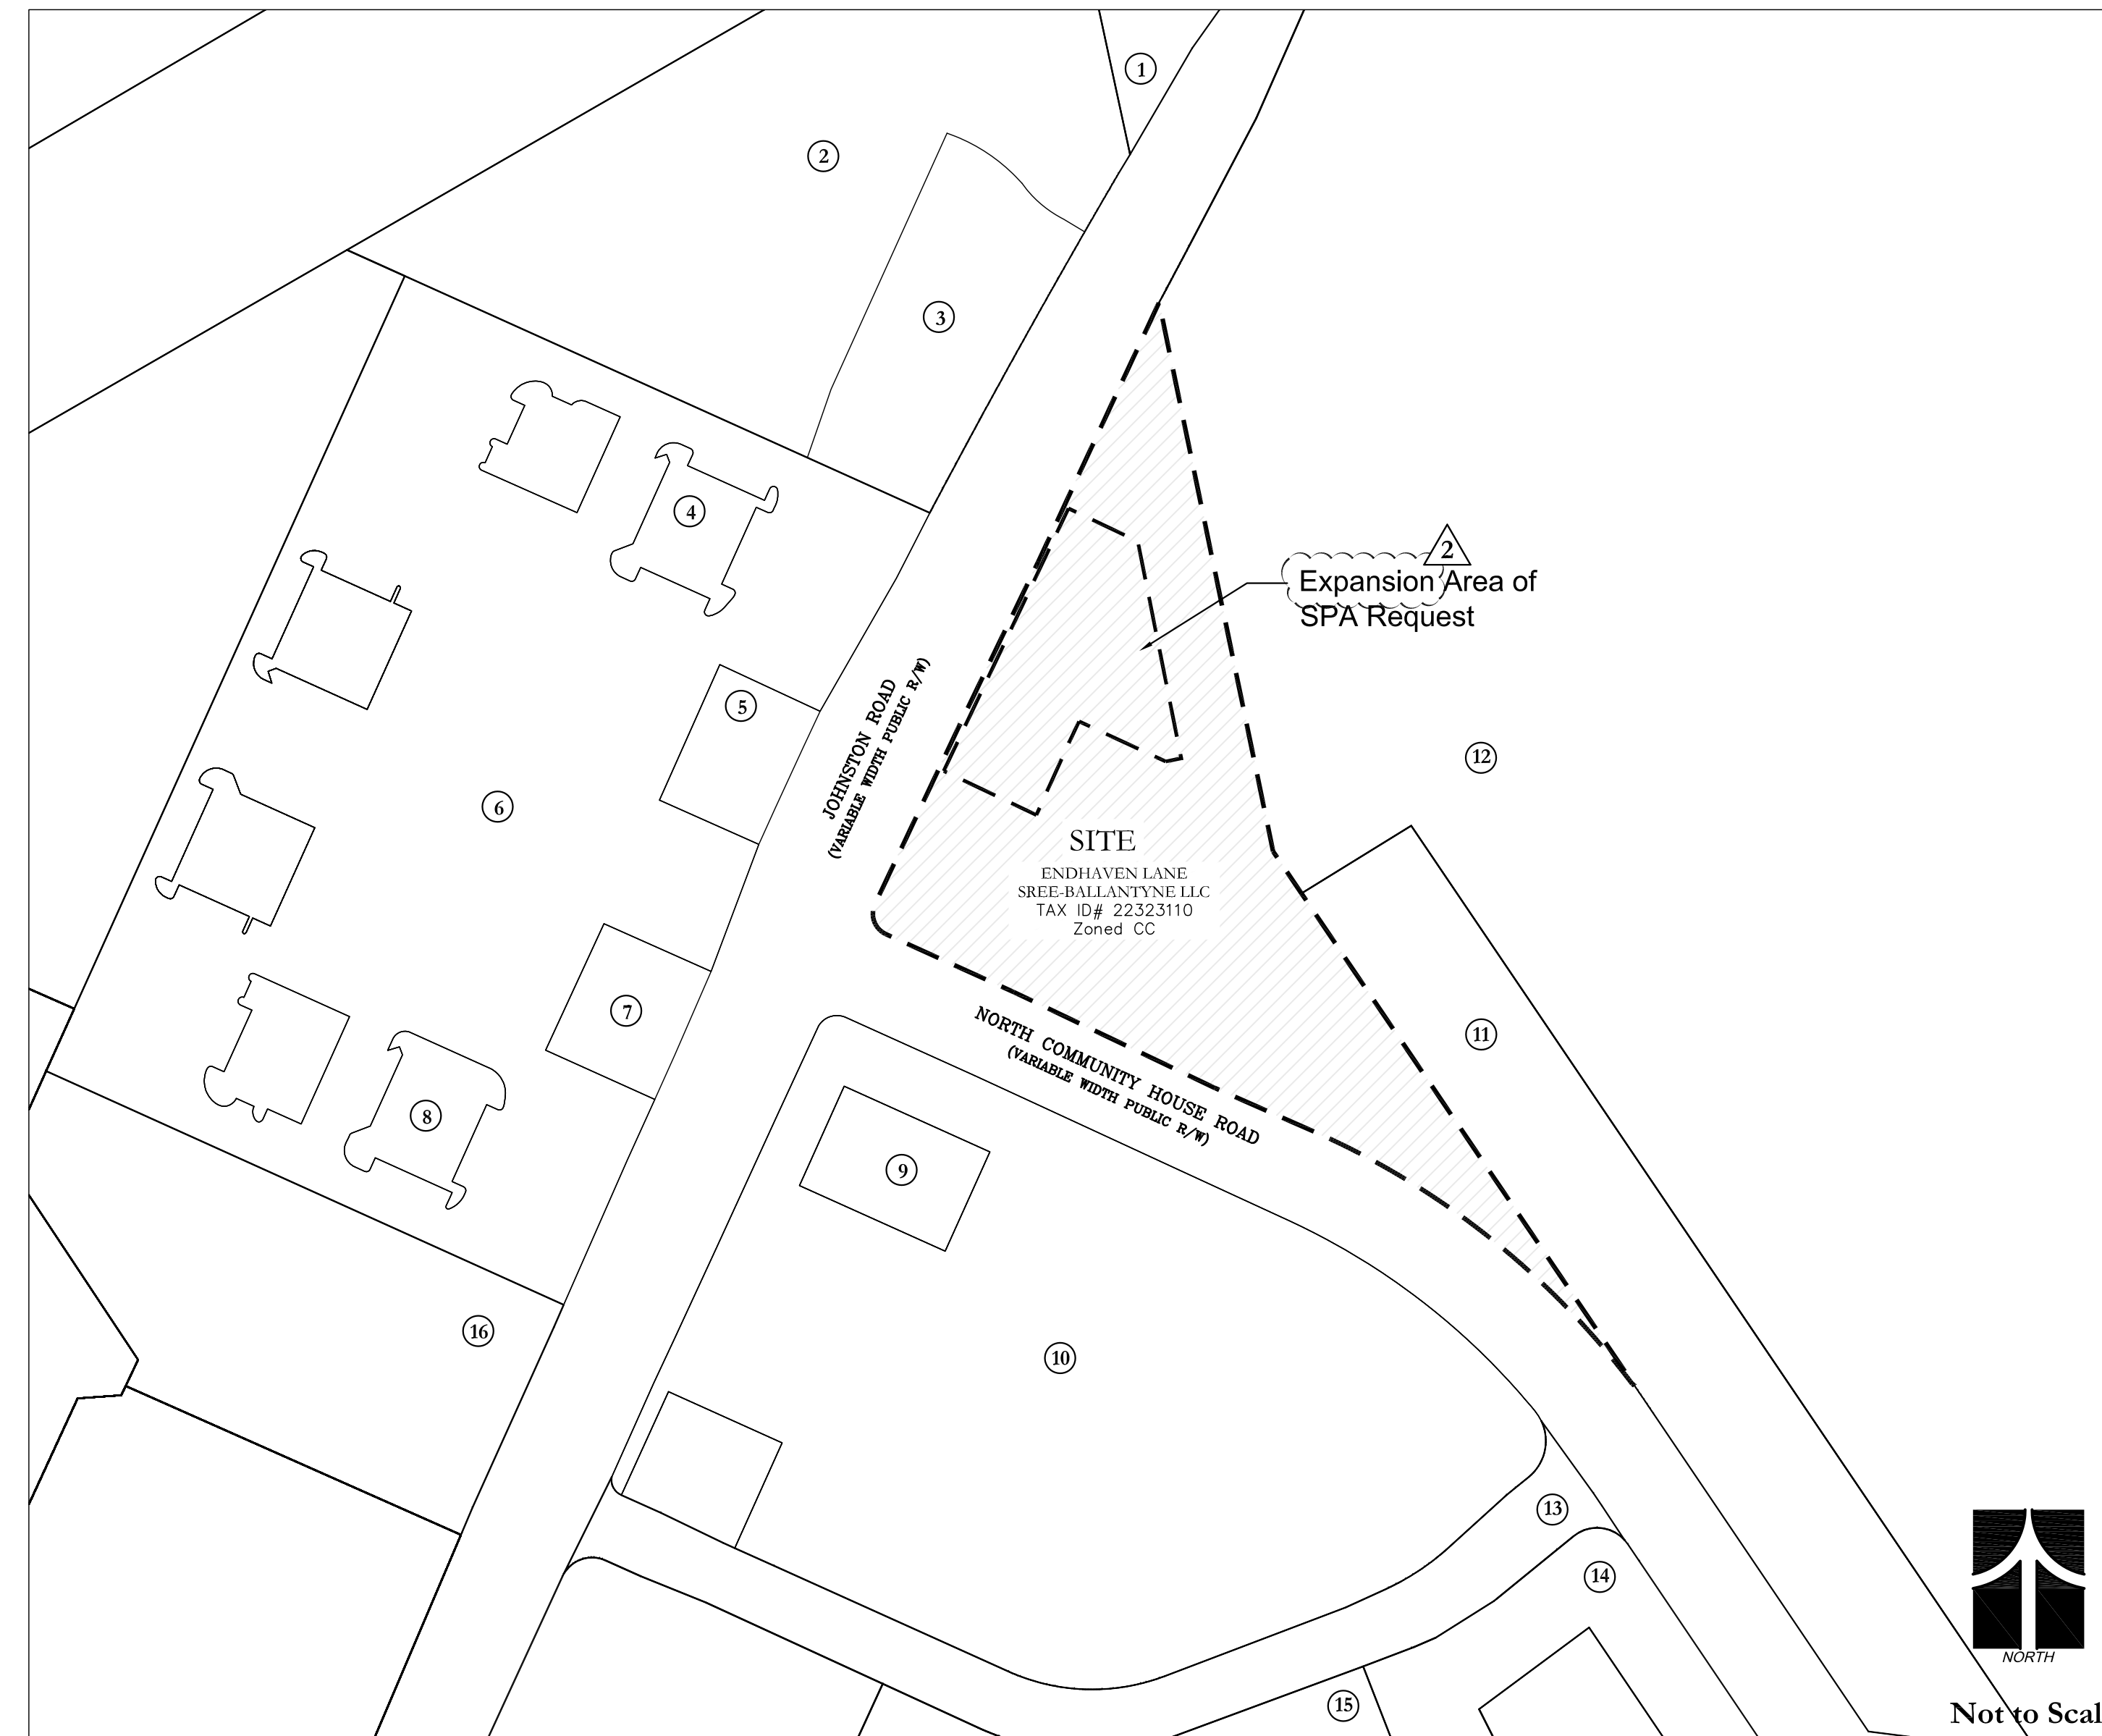 1
2
3
2
4
Expansion Area of
SPA Request
5
JOHNSTON ROAD
(VARIABLE WIDTH PUBLIC R/W)
12
6
SITE
ENDHAVEN LANE
SREE-BALLANTYNE LLC
TAX ID# 22323110
Zoned CC
7
11
NORTH COMMUNITY HOUSE ROAD
(VARIABLE WIDTH PUBLIC R/W)
8
9
16
10
13
14
NORTH
15
Not to Scal